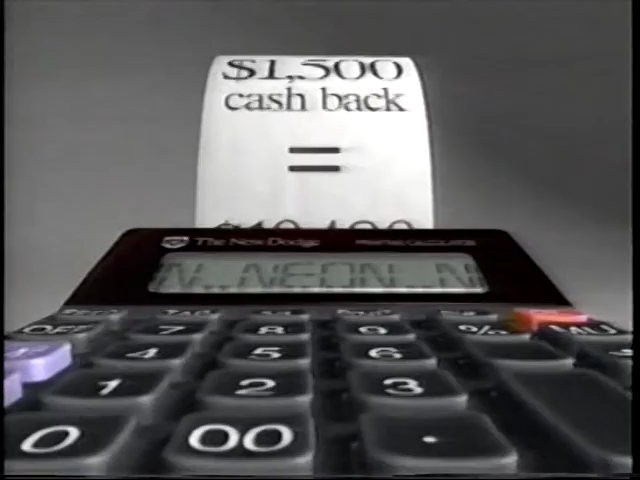 $1,500
cash back
=
The New Dodge
N..NEON..N
OFF 7 8 9 % MU
4 5 6
1 2 3
0 00 .